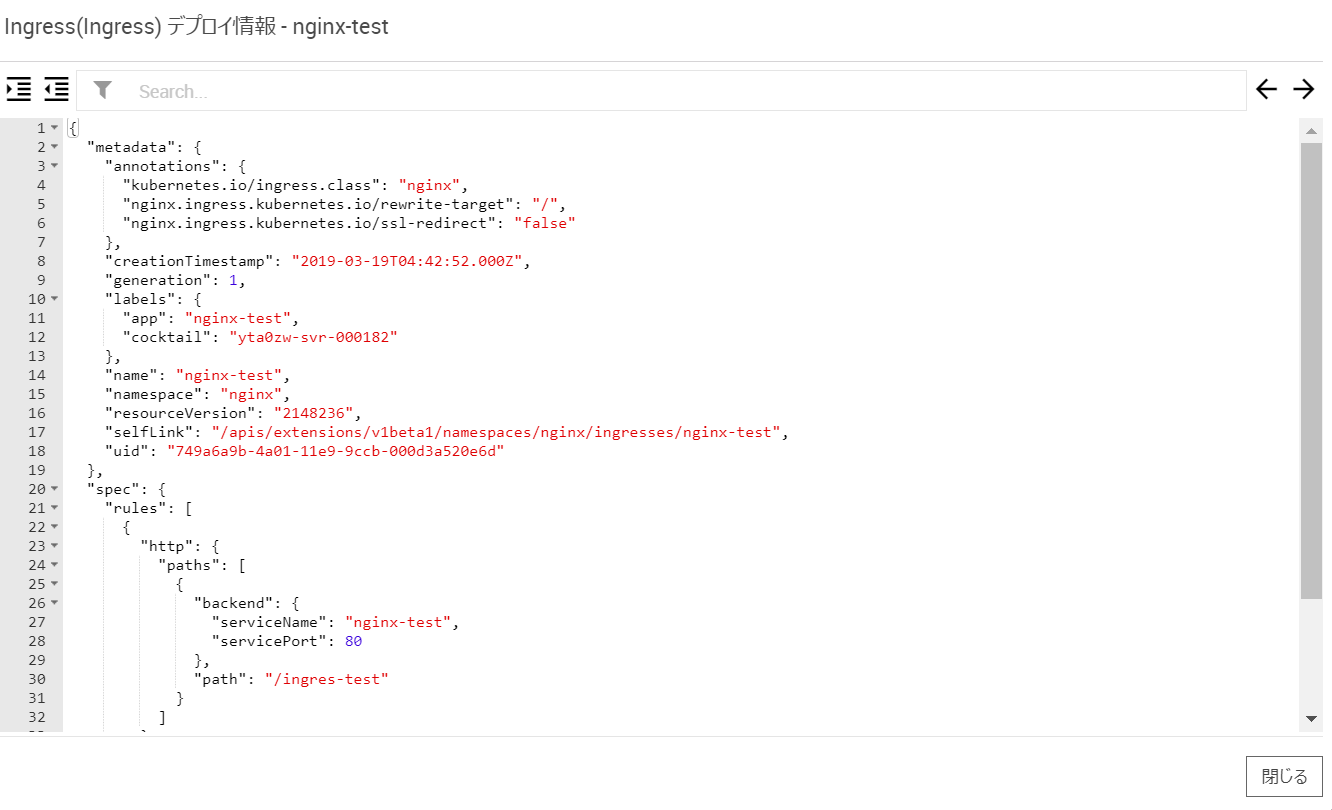 Ingress(Ingress) デプロイ情報 - nginx-test
Search...
1 {
2   "metadata": {
3     "annotations": {
4       "kubernetes.io/ingress.class": "nginx",
5       "nginx.ingress.kubernetes.io/rewrite-target": "/",
6       "nginx.ingress.kubernetes.io/ssl-redirect": "false"
7     },
8     "creationTimestamp": "2019-03-19T04:42:52.000Z",
9     "generation": 1,
10     "labels": {
11       "app": "nginx-test",
12       "cocktail": "yta0zw-svr-000182"
13     },
14     "name": "nginx-test",
15     "namespace": "nginx",
16     "resourceVersion": "2148236",
17     "selfLink": "/apis/extensions/v1beta1/namespaces/nginx/ingresses/nginx-test",
18     "uid": "749a6a9b-4a01-11e9-9ccb-000d3a520e6d"
19   },
20   "spec": {
21     "rules": [
22       {
23         "http": {
24           "paths": [
25             {
26               "backend": {
27                 "serviceName": "nginx-test",
28                 "servicePort": 80
29               },
30               "path": "/ingres-test"
31             }
32           ]
閉じる